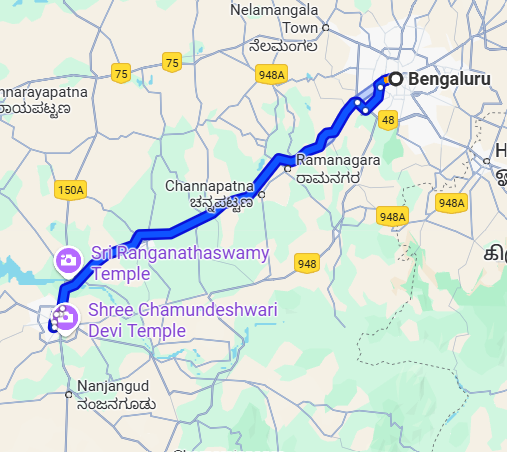 Nelamangala
Town
ನೆಲಮಂಗಲ
75
75
948A
Bengaluru
nnarayapatna
ರಾಯಪಟ್ಟಣ
48
Ramanagara
ರಾಮನಗರ
Channapatna
ಚನ್ನಪಟ್ಟಣ
150A
948A
948A
Sri Ranganathaswamy
Temple
948
Shree Chamundeshwari
Devi Temple
Nanjangud
ನಂಜನಗೂಡು